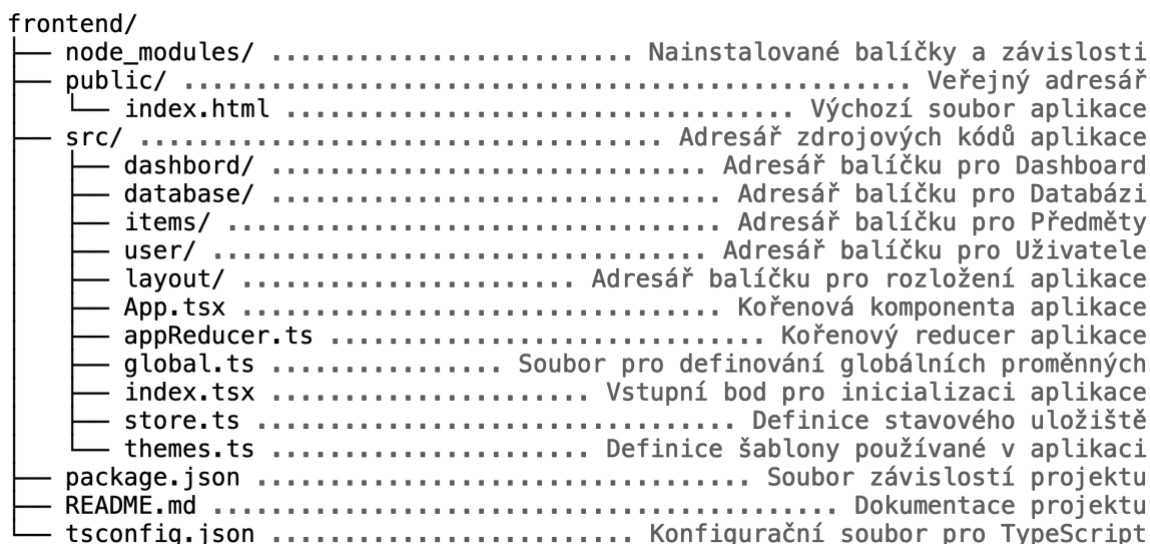 frontend/
├── node_modules/ ......................... Nainstalované balíčky a závislosti
├── public/ .................................................. Veřejný adresář
│   └── index.html ................................... Výchozí soubor aplikace
├── src/ .................................... Adresář zdrojových kódů aplikace
│   ├── dashbord/ .............................. Adresář balíčku pro Dashboard
│   ├── database/ ............................... Adresář balíčku pro Databázi
│   ├── items/ .................................. Adresář balíčku pro Předměty
│   ├── user/ .................................. Adresář balíčku pro Uživatele
│   ├── layout/ ....................... Adresář balíčku pro rozložení aplikace
│   ├── App.tsx ................................. Kořenová komponenta aplikace
│   ├── appReducer.ts .............................. Kořenový reducer aplikace
│   ├── global.ts ................ Soubor pro definování globálních proměnných
│   ├── index.tsx ...................... Vstupní bod pro inicializaci aplikace
│   ├── store.ts ................................. Definice stavového uložiště
│   └── themes.ts ...................... Definice šablony používané v aplikaci
├── package.json ................................... Soubor závislostí projektu
├── README.md ........................................... Dokumentace projektu
└── tsconfig.json ......................... Konfigurační soubor pro TypeScript